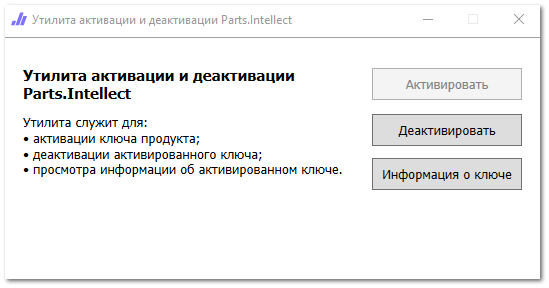 Утилита активации и деактивации Parts.Intellect
Утилита активации и деактивации
Parts.Intellect
Утилита служит для:
• активации ключа продукта;
• деактивации активированного ключа;
• просмотра информации об активированном ключе.
Активировать
Деактивировать
Информация о ключе